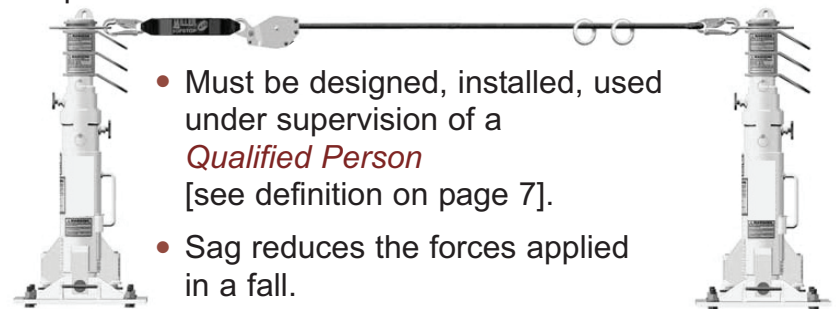 MILLER
• Must be designed, installed, used
under supervision of a
Qualified Person
[see definition on page 7].
• Sag reduces the forces applied
in a fall.